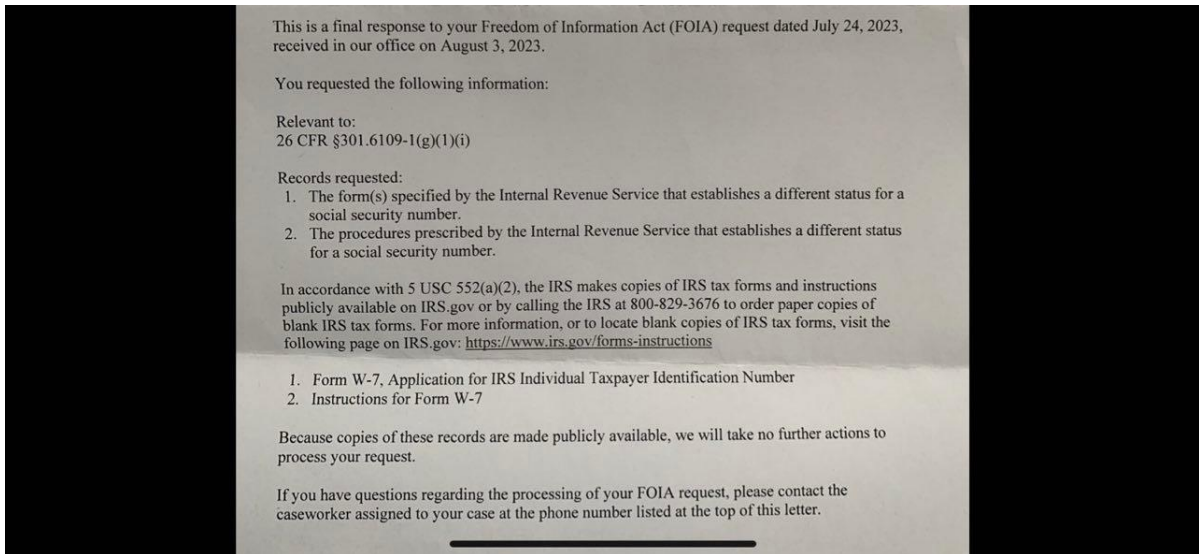 This is a final response to your Freedom of Information Act (FOIA) request dated July 24, 2023,
received in our office on August 3, 2023.
You requested the following information:
Relevant to:
26 CFR §301.6109-1(g)(1)(i)
Records requested:
1. The form(s) specified by the Internal Revenue Service that establishes a different status for a
social security number.
2. The procedures prescribed by the Internal Revenue Service that establishes a different status
for a social security number.
In accordance with 5 USC 552(a)(2), the IRS makes copies of IRS tax forms and instructions
publicly available on IRS.gov or by calling the IRS at 800-829-3676 to order paper copies of
blank IRS tax forms. For more information, or to locate blank copies of IRS tax forms, visit the
following page on IRS.gov: https://www.irs.gov/forms-instructions
1. Form W-7, Application for IRS Individual Taxpayer Identification Number
2. Instructions for Form W-7
Because copies of these records are made publicly available, we will take no further actions to
process your request.
If you have questions regarding the processing of your FOIA request, please contact the
caseworker assigned to your case at the phone number listed at the top of this letter.